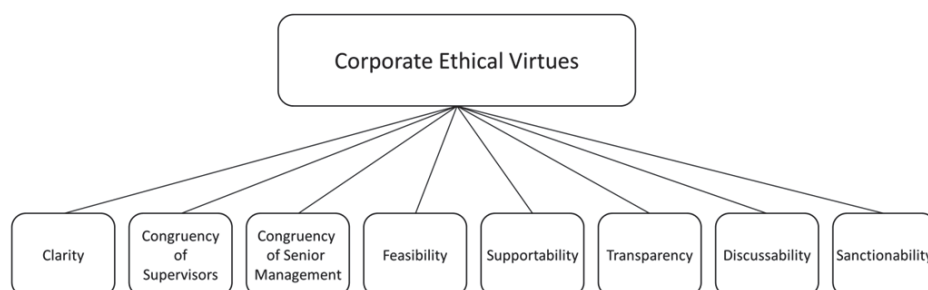 Corporate Ethical Virtues
Clarity
Congruency
of
Supervisors
Congruency
of Senior
Management
Feasibility
Supportability
Transparency
Discussability
Sanctionability